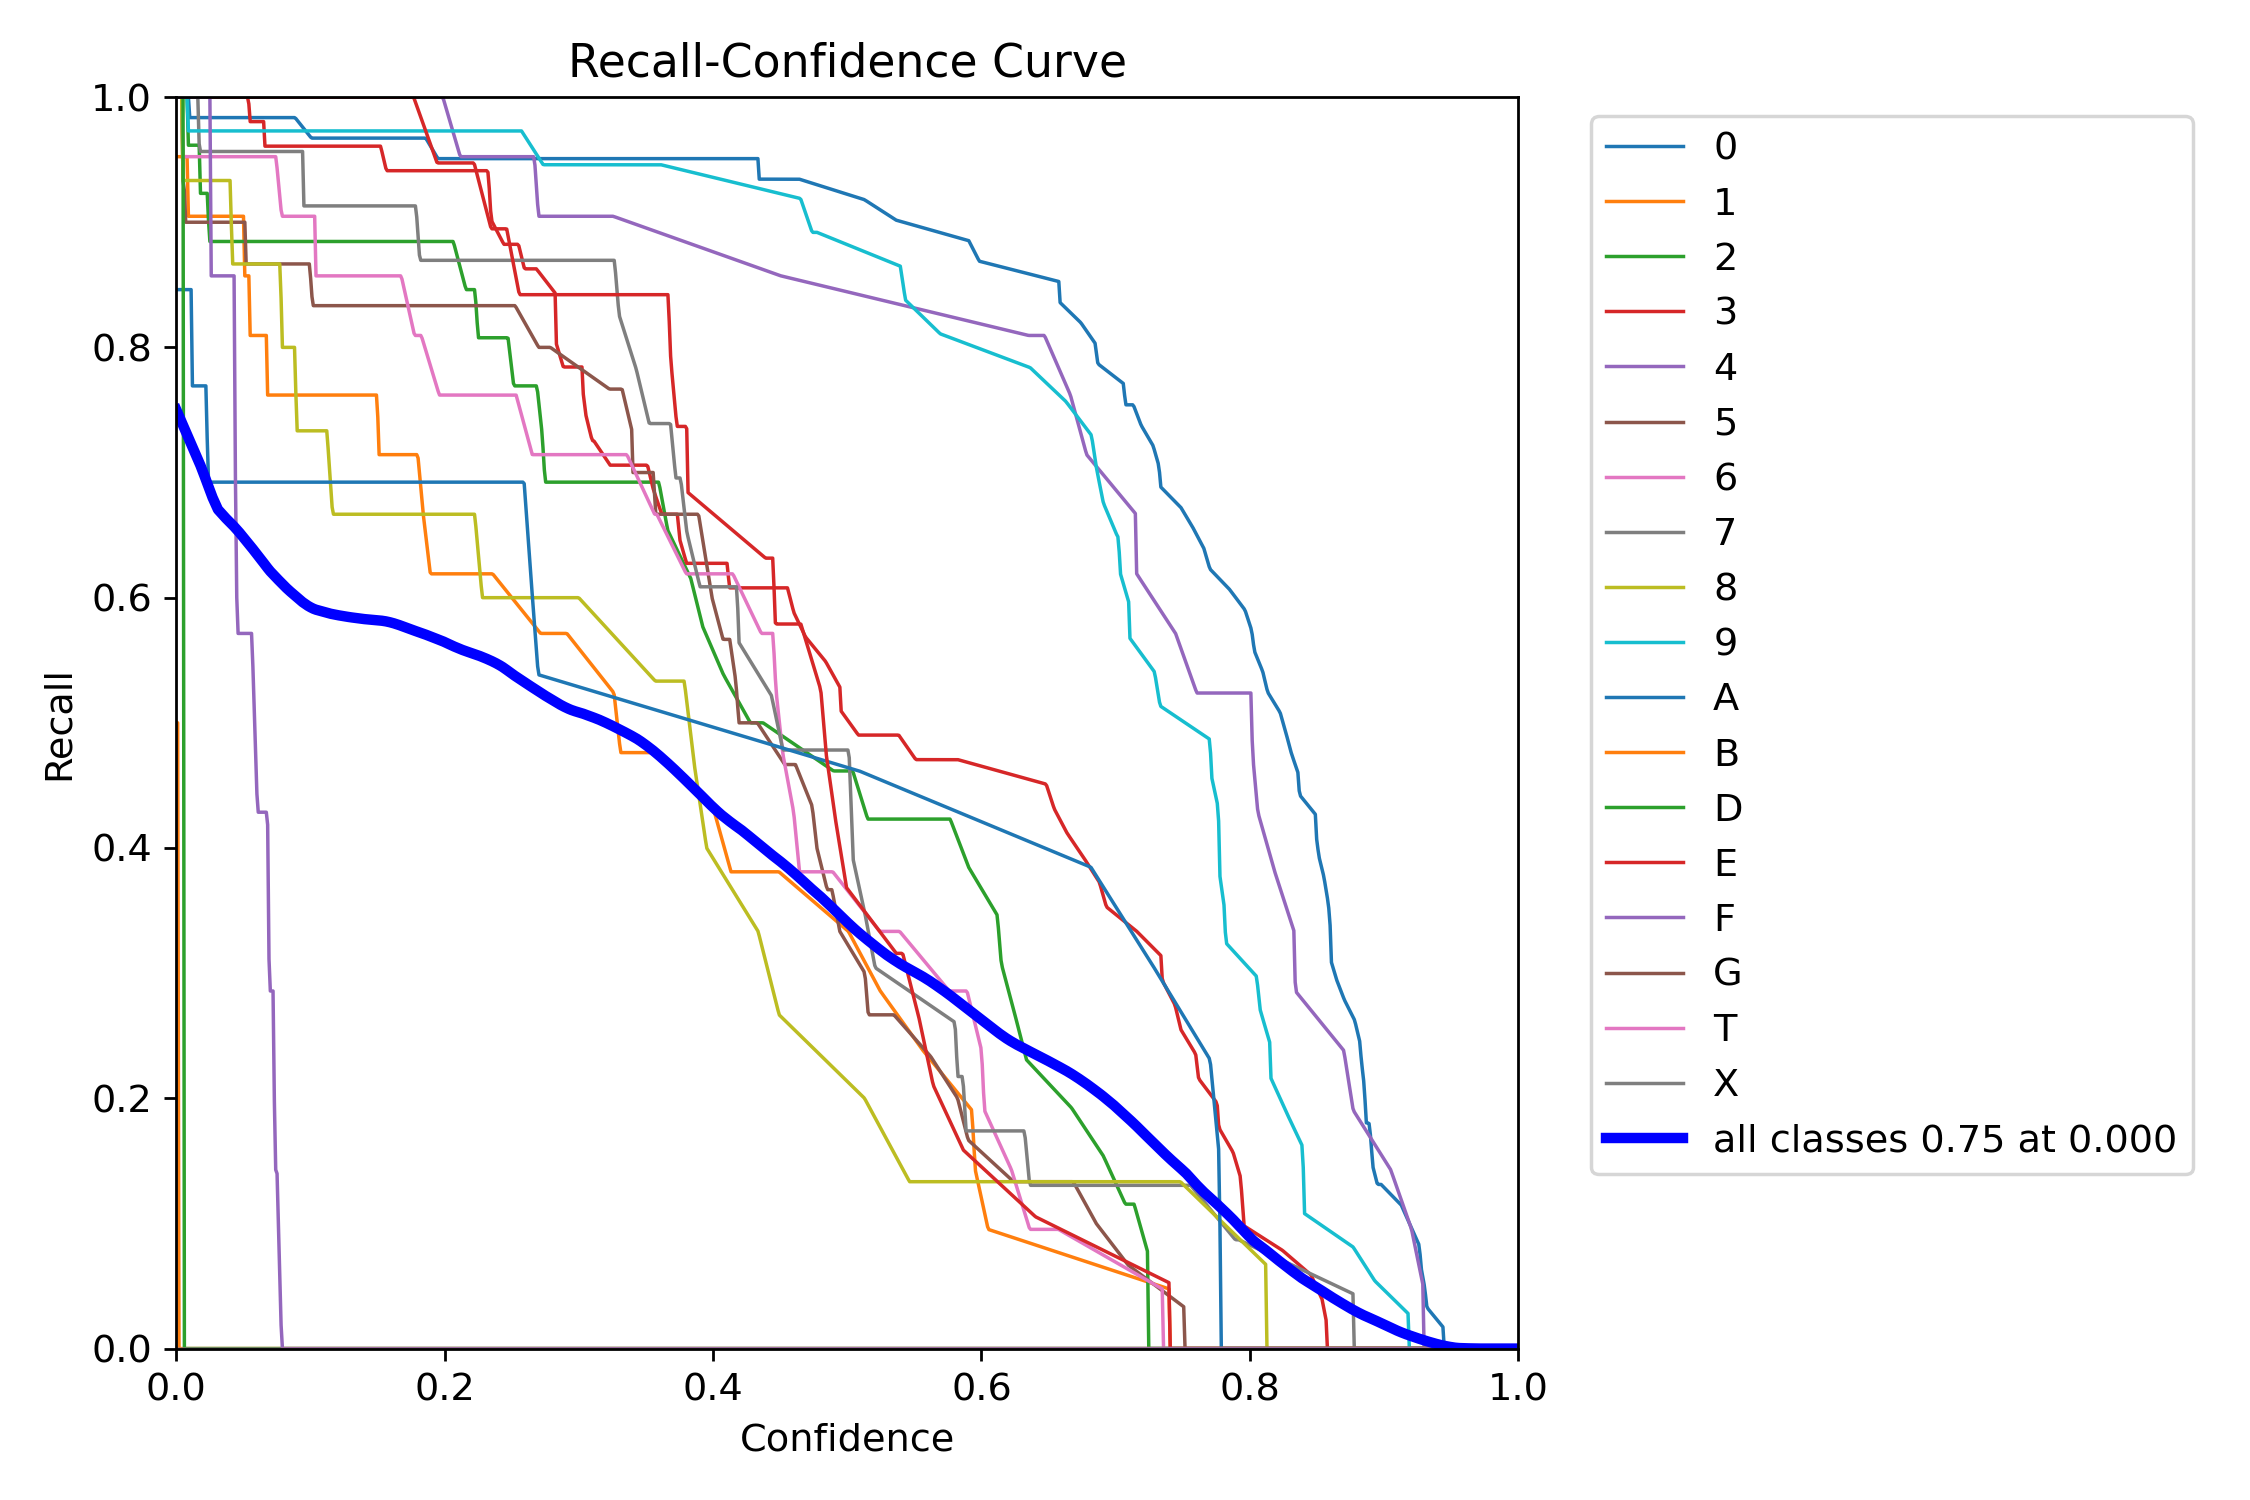 Recall-Confidence Curve
1.0
0.8
0.6
0.4
0.2
0.0
Recall
0.0 0.2 0.4 0.6 0.8 1.0
Confidence
0
1
2
3
4
5
6
7
8
9
A
B
D
E
F
G
T
X
all classes 0.75 at 0.000